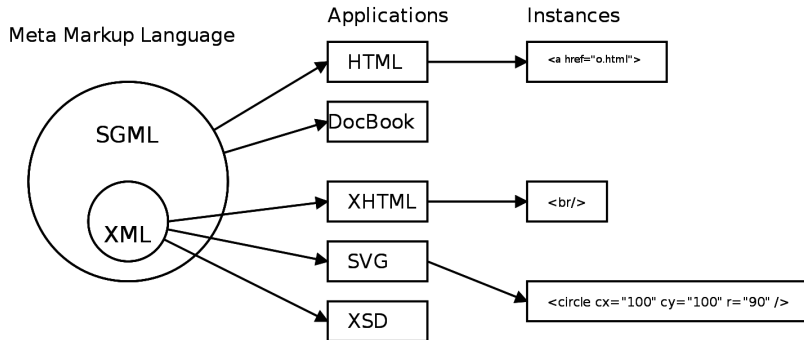 Meta Markup Language
Applications
Instances
SGML
XML
HTML
<a href="o.html">
DocBook
XHTML
<br/>
SVG
<circle cx="100" cy="100" r="90" />
XSD